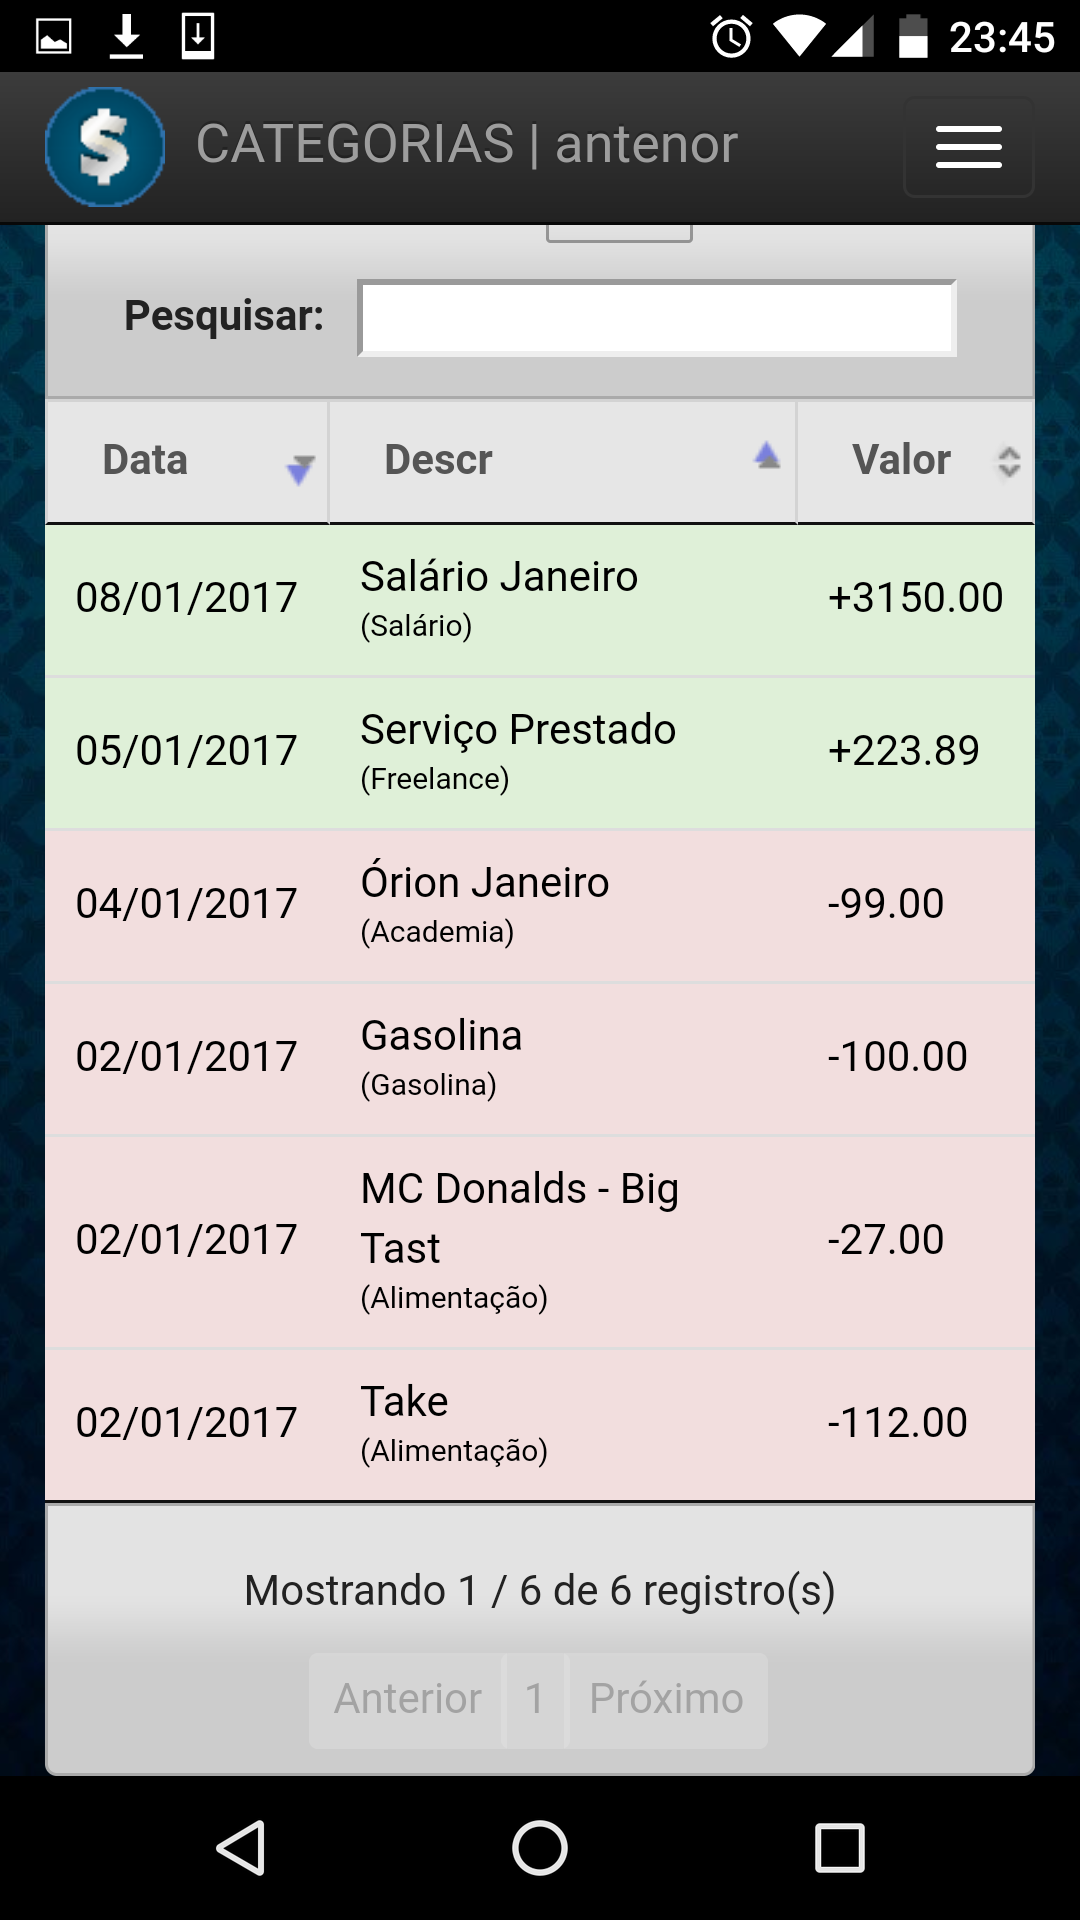 23:45
$ CATEGORIAS | antenor
Pesquisar:
Data Descr Valor
08/01/2017 Salário Janeiro +3150.00
(Salário)
05/01/2017 Serviço Prestado +223.89
(Freelance)
04/01/2017 Órion Janeiro -99.00
(Academia)
02/01/2017 Gasolina -100.00
(Gasolina)
02/01/2017 MC Donalds - Big -27.00
Tast
(Alimentação)
02/01/2017 Take -112.00
(Alimentação)
Mostrando 1 / 6 de 6 registro(s)
Anterior 1 Próximo